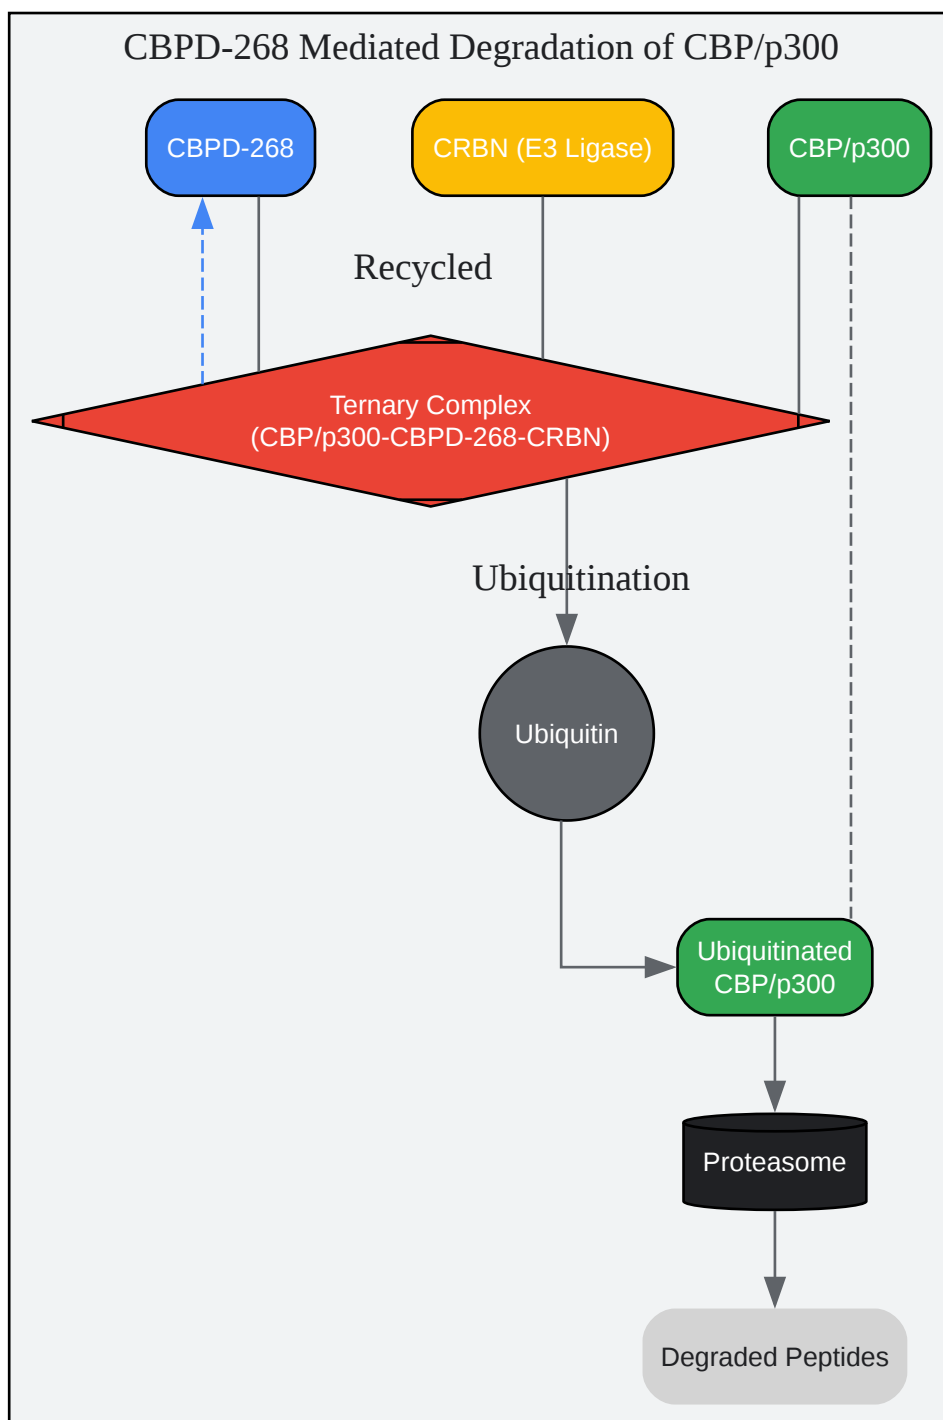 CBPD-268 Mediated Degradation of CBP/p300
CBPD-268
CRBN (E3 Ligase)
CBP/p300
Recycled
Ternary Complex
(CBP/p300-CBPD-268-CRBN)
Ubiquitination
Ubiquitin
Ubiquitinated
CBP/p300
Proteasome
Degraded Peptides